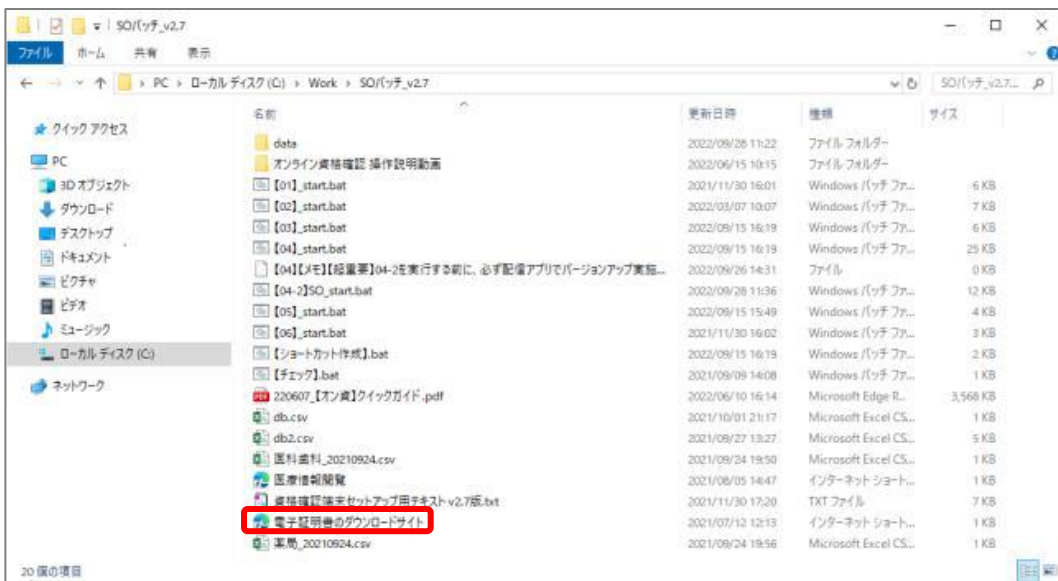 SOバッチ_v2.7
ファイル ホーム 共有 表示
PC › ローカル ディスク (C:) › Work › SOバッチ_v2.7 SOバッチ_v2.7...
名前 更新日時 種類 サイズ
クイック アクセス
PC
3D オブジェクト
ダウンロード
デスクトップ
ドキュメント
ピクチャ
ビデオ
ミュージック
ローカル ディスク (C:)
ネットワーク
data 2022/09/28 11:22 ファイル フォルダー
オンライン資格確認 操作説明動画 2022/06/15 10:15 ファイル フォルダー
【01】_start.bat 2021/11/30 16:01 Windows バッチ ファ... 6 KB
【02】_start.bat 2022/03/07 10:07 Windows バッチ ファ... 7 KB
【03】_start.bat 2022/09/15 16:19 Windows バッチ ファ... 6 KB
【04】_start.bat 2022/09/15 16:19 Windows バッチ ファ... 25 KB
【04】【メモ】【超重要】04-2を実行する前に、必ず配信アプリでバージョンアップ実施... 2022/09/26 14:31 ファイル 0 KB
【04-2】SO_start.bat 2022/09/28 11:36 Windows バッチ ファ... 12 KB
【05】_start.bat 2022/09/15 15:49 Windows バッチ ファ... 4 KB
【06】_start.bat 2021/11/30 16:02 Windows バッチ ファ... 3 KB
【ショートカット作成】.bat 2022/09/15 16:19 Windows バッチ ファ... 2 KB
【チェック】.bat 2021/09/09 14:08 Windows バッチ ファ... 1 KB
220607_【オン資】クイックガイド.pdf 2022/06/10 16:14 Microsoft Edge P... 3,568 KB
db.csv 2021/10/01 21:17 Microsoft Excel CS... 1 KB
db2.csv 2021/09/27 13:27 Microsoft Excel CS... 5 KB
医科歯科_20210924.csv 2021/09/24 19:50 Microsoft Excel CS... 1 KB
医療情報閲覧 2021/08/05 14:47 インターネット ショート... 1 KB
資格確認端末セットアップ用テキスト v2.7版.txt 2021/11/30 17:20 TXT ファイル 7 KB
電子証明書のダウンロードサイト 2021/07/12 12:13 インターネット ショート... 1 KB
薬局_20210924.csv 2021/09/24 19:56 Microsoft Excel CS... 1 KB
20 個の項目